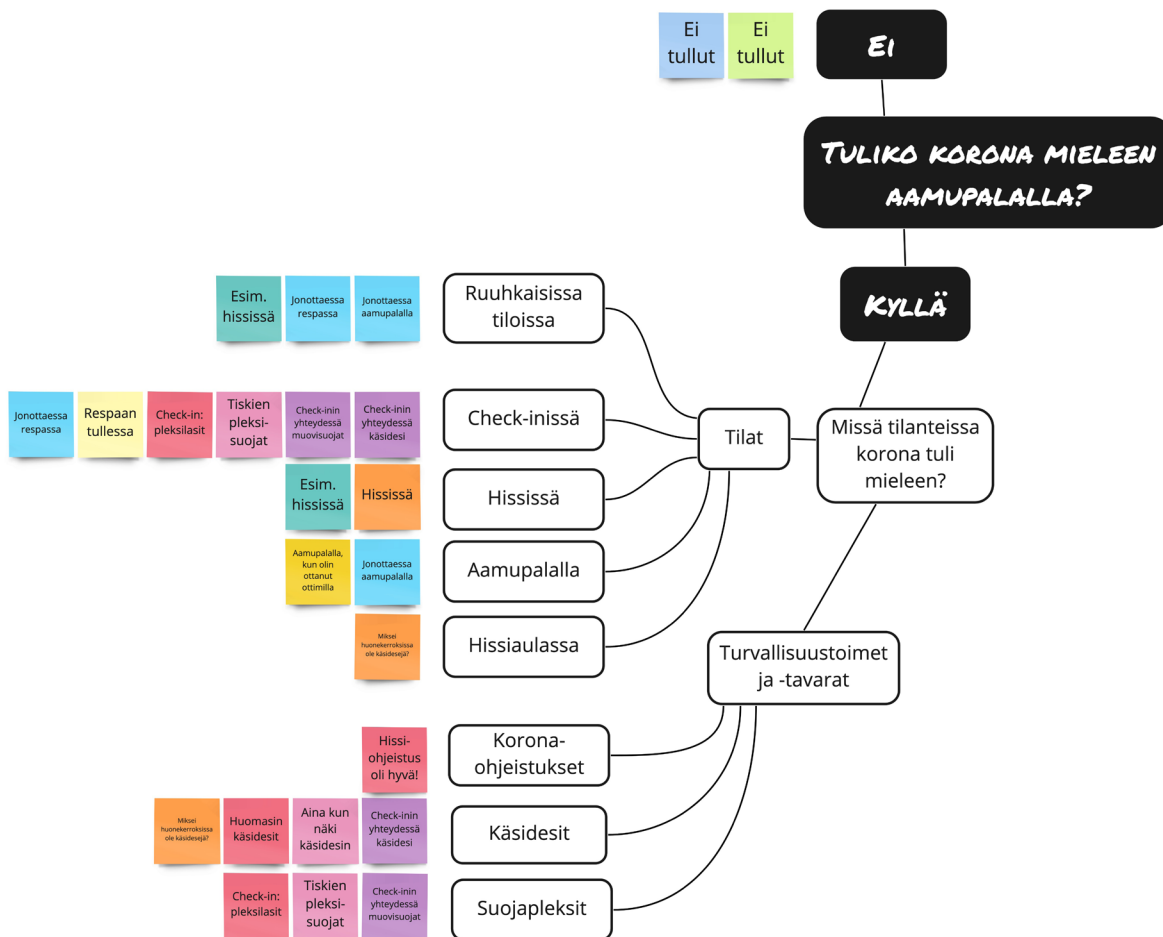 Ei
tullut
Ei
tullut
Ei
Tuliko korona mieleen
aamupalalla?
Kyllä
Missä tilanteissa
korona tuli
mieleen?
Tilat
Ruuhkaisissa
tiloissa
Esim.
hississä
Jonottaessa
respassa
Jonottaessa
aamupalalla
Check-inissä
Jonottaessa
respassa
Respaan
tullessa
Check-in:
pleksilasit
Tiskien
pleksi-
suojat
Check-inin
yhteydessä
muovisuojat
Check-inin
yhteydessä
käsidesi
Hississä
Esim.
hississä
Hississä
Aamupalalla
Aamupalalla,
kun olin
ottanut
ottimilla
Jonottaessa
aamupalalla
Hissiaulassa
Miksei
huonekerroksissa
ole käsidesejä?
Turvallisuustoimet
ja -tavarat
Korona-
ohjeistukset
Hissi-
ohjeistus
oli hyvä!
Käsidesit
Miksei
huonekerroksissa
ole käsidesejä?
Huomasin
käsidesit
Aina kun
näki
käsidesin
Check-inin
yhteydessä
käsidesi
Suojapleksit
Check-in:
pleksilasit
Tiskien
pleksi-
suojat
Check-inin
yhteydessä
muovisuojat